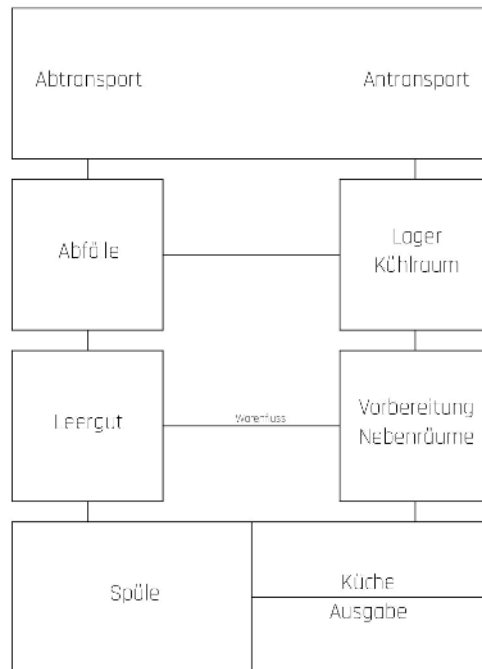 Abtransport
Antransport
Abfälle
Lager
Kühlraum
Leergut
Warenfluss
Vorbereitung
Nebenräume
Spüle
Küche
Ausgabe